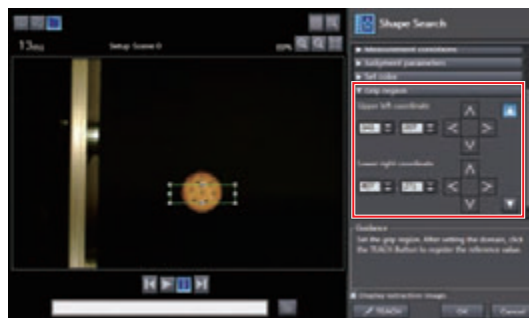 Shape Search
13ms
Setup Scene 0
Measurement conditions
Judgment parameters
Set color
Grip region
Upper left coordinate
Lower right coordinate
Guidance
Set the grip region. After setting the domain, click
the TEACH Button to register the reference value.
Display extraction image.
TEACH
OK
Cancel